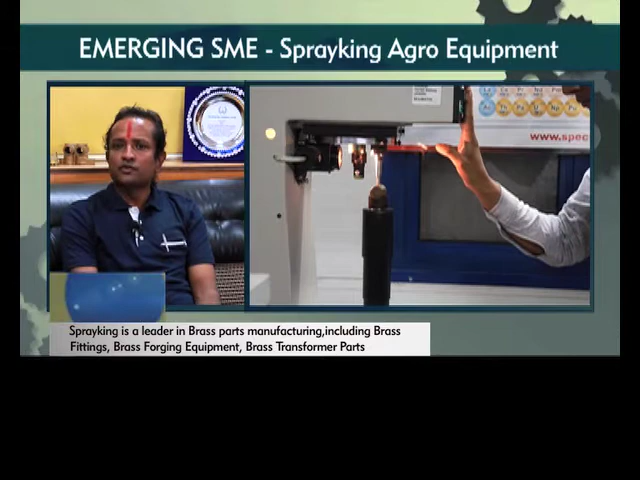 EMERGING SME - Sprayking Agro Equipment
www.spec
Sprayking is a leader in Brass parts manufacturing,including Brass
Fittings, Brass Forging Equipment, Brass Transformer Parts